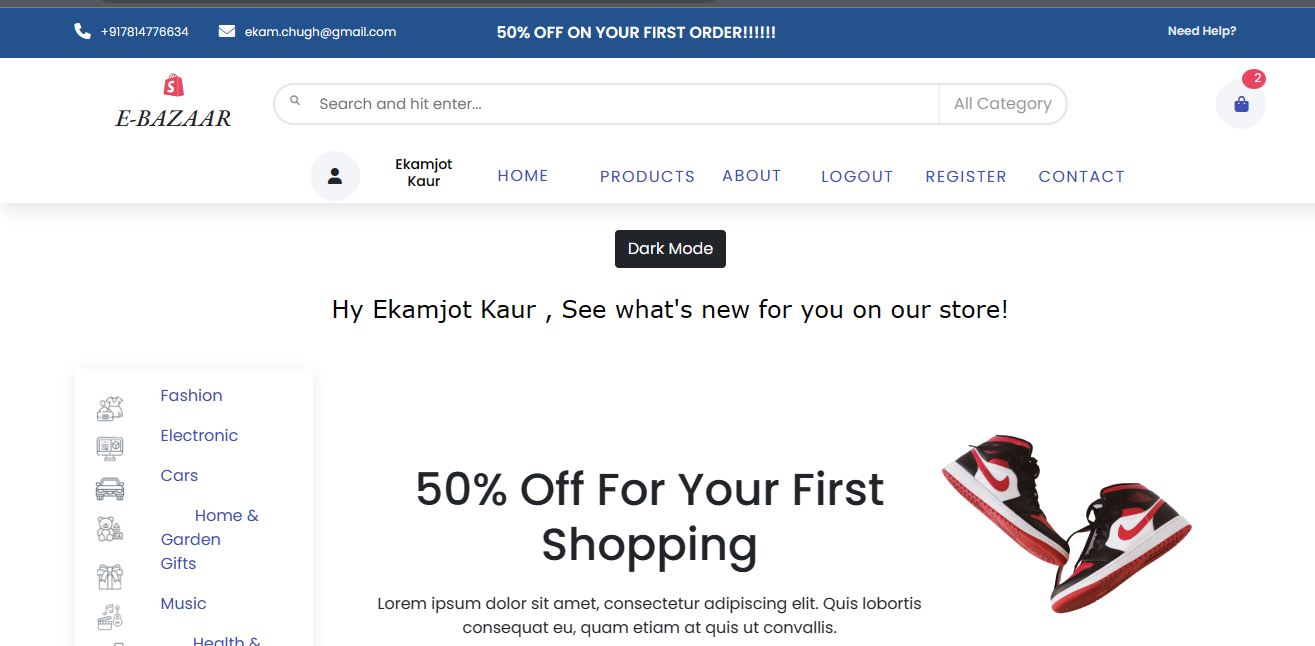 +917814776634 ekam.chugh@gmail.com 50% OFF ON YOUR FIRST ORDER!!!!!! Need Help?
S
2
E-BAZAAR
Search and hit enter... All Category
Ekamjot
Kaur
HOME PRODUCTS ABOUT LOGOUT REGISTER CONTACT
Dark Mode
Hy Ekamjot Kaur , See what's new for you on our store!
Fashion
Electronic
Cars
Home &
Garden
Gifts
Music
Health &
50% Off For Your First
Shopping
Lorem ipsum dolor sit amet, consectetur adipiscing elit. Quis lobortis
consequat eu, quam etiam at quis ut convallis.